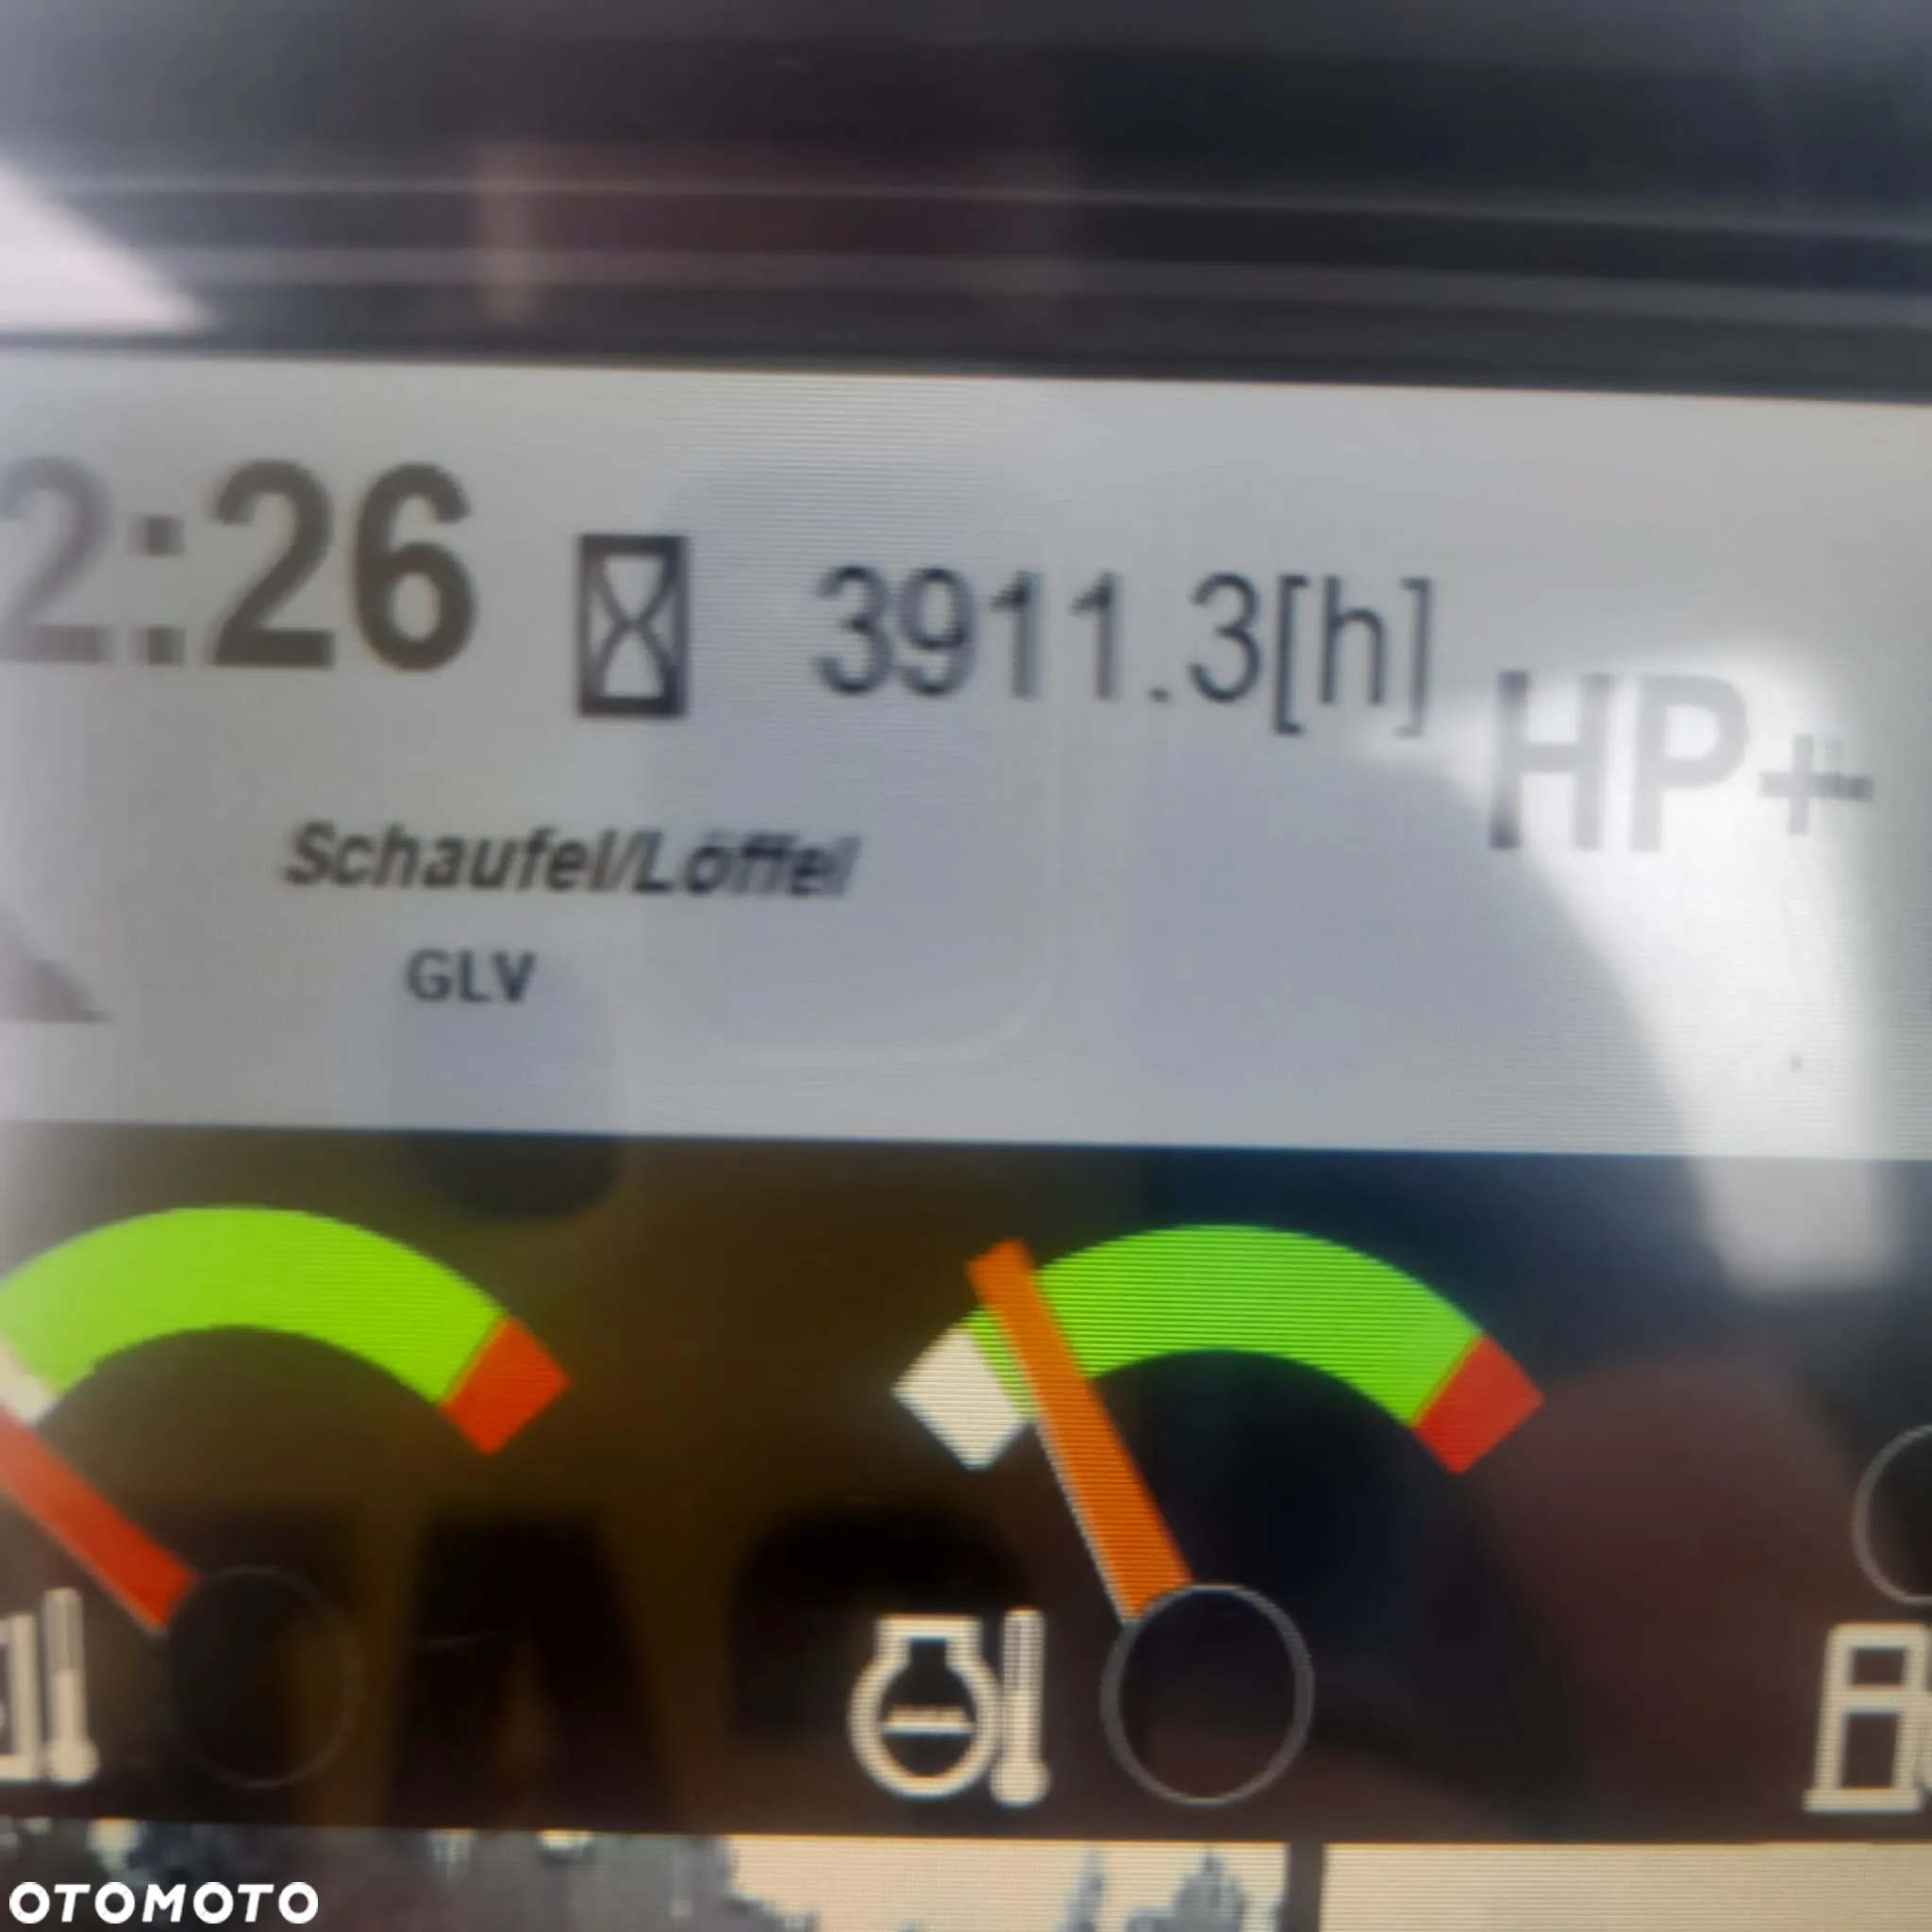 2:26
3911.3[h]
HP+
Schaufel/Löffel
GLV
OTOMOTO